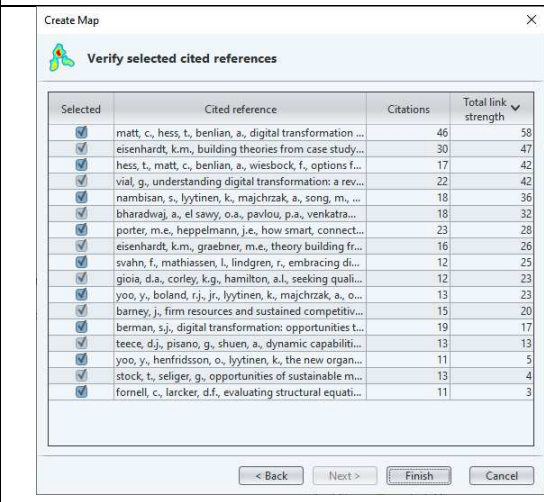 Create Map
Verify selected cited references
Selected Cited reference Citations Total link strength
matt, c., hess, t., benlian, a., digital transformation ... 46 58
eisenhardt, k.m., building theories from case study... 30 47
hess, t., matt, c., benlian, a., wiesbock, f., options f... 17 42
vial, g., understanding digital transformation: a rev... 22 42
nambisan, s., lyytinen, k., majchrzak, a., song, m., ... 18 36
bharadwaj, a., el sawy, o.a., pavlou, p.a., venkatra... 18 32
porter, m.e., heppelmann, j.e., how smart, connect... 23 28
eisenhardt, k.m., graebner, m.e., theory building fr... 16 26
svahn, f., mathiassen, l., lindgren, r., embracing di... 12 25
gioia, d.a., corley, k.g., hamilton, a.l., seeking quali... 12 23
yoo, y., boland, r.j., jr., lyytinen, k., majchrzak, a., o... 13 23
barney, j., firm resources and sustained competitiv... 15 20
berman, s.j., digital transformation: opportunities t... 19 17
teece, d.j., pisano, g., shuen, a., dynamic capabiliti... 13 13
yoo, y., henfridsson, o., lyytinen, k., the new organ... 11 5
stock, t., seliger, g., opportunities of sustainable m... 13 4
fornell, c., larcker, d.f., evaluating structural equati... 11 3
< Back Next > Finish Cancel